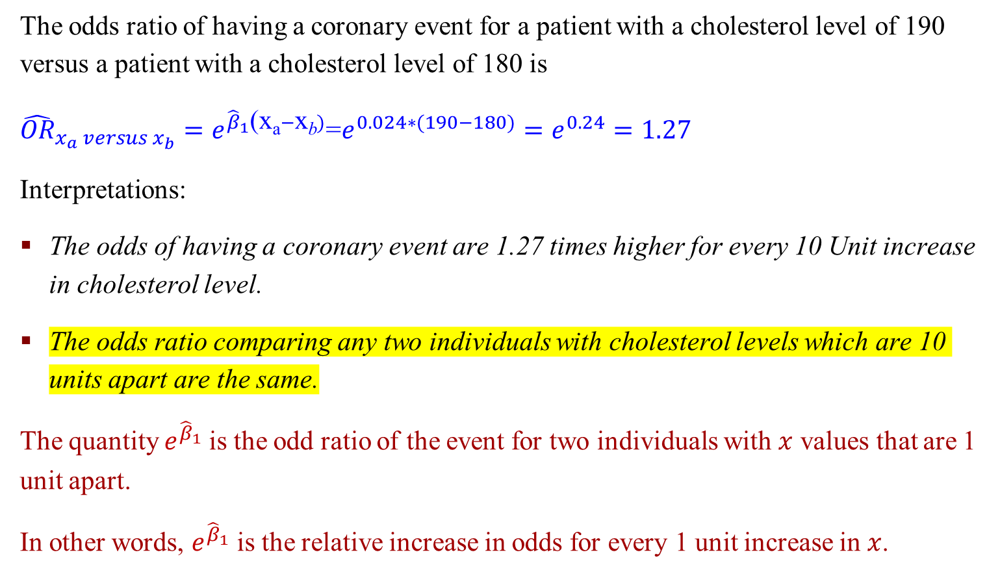 The odds ratio of having a coronary event for a patient with a cholesterol level of 190
versus a patient with a cholesterol level of 180 is
$\widehat{OR}_{x_a \, versus \, x_b} = e^{\hat{\beta}_1(x_a - x_b)} = e^{0.024*(190-180)} = e^{0.24} = 1.27$
Interpretations:
▪ The odds of having a coronary event are 1.27 times higher for every 10 Unit increase
in cholesterol level.
▪ The odds ratio comparing any two individuals with cholesterol levels which are 10
units apart are the same.
The quantity $e^{\hat{\beta}_1}$ is the odd ratio of the event for two individuals with $x$ values that are 1
unit apart.
In other words, $e^{\hat{\beta}_1}$ is the relative increase in odds for every 1 unit increase in $x$.